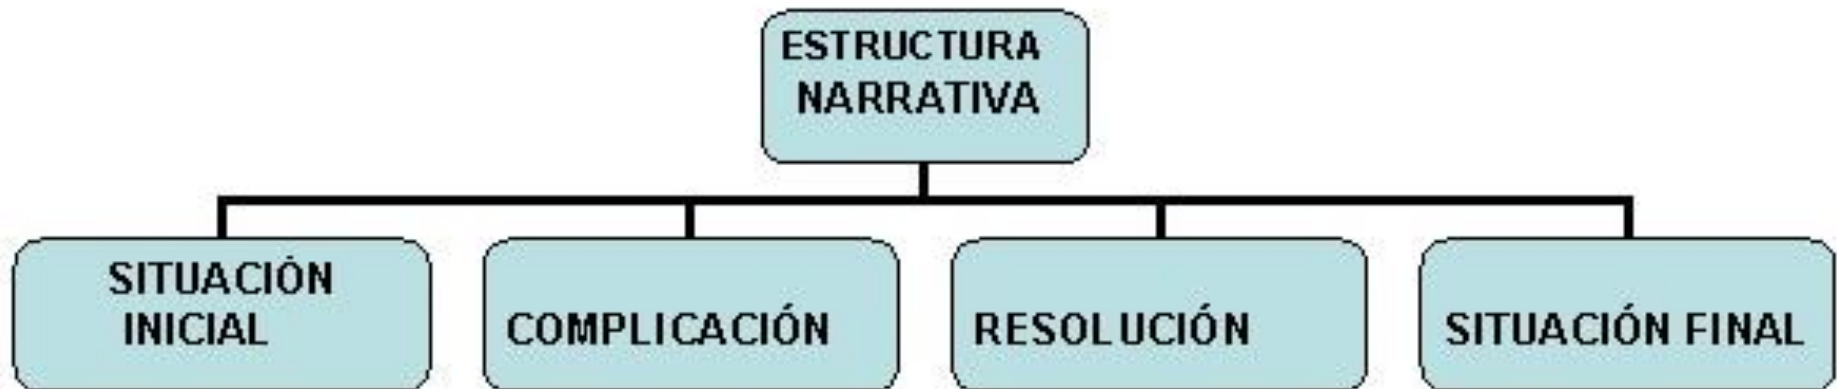 ESTRUCTURA
NARRATIVA
SITUACIÓN
INICIAL
COMPLICACIÓN
RESOLUCIÓN
SITUACIÓN FINAL